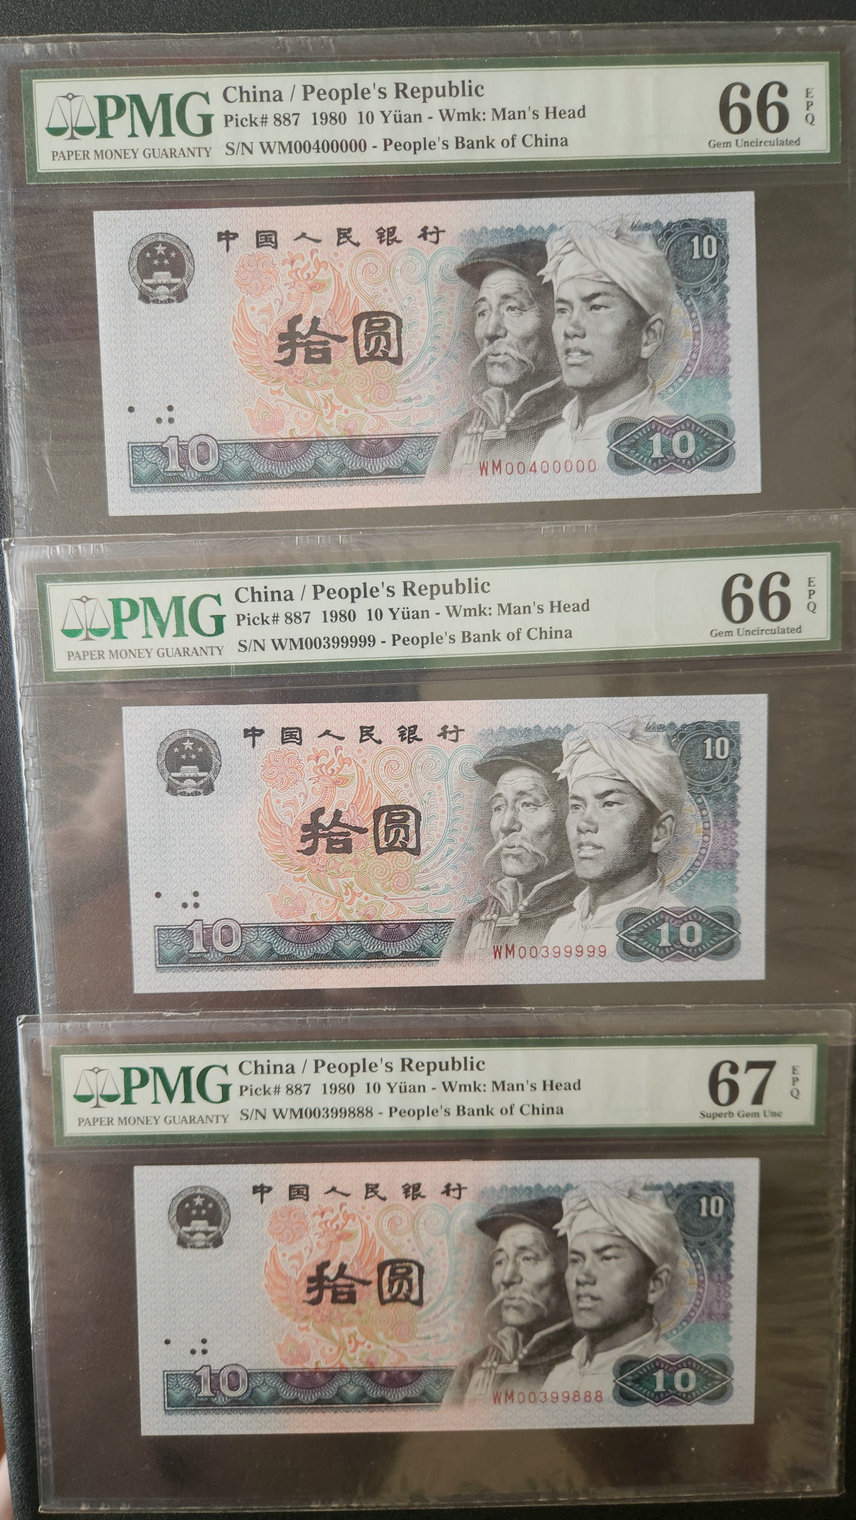 PMG
PAPER MONEY GUARANTY
China / People's Republic
Pick# 887 1980 10 Yüan - Wmk: Man's Head
S/N WM00400000 - People's Bank of China
66
EPQ
Gem Uncirculated
中国人民银行
10
拾圆
10
WM00400000
10
PMG
PAPER MONEY GUARANTY
China / People's Republic
Pick# 887 1980 10 Yüan - Wmk: Man's Head
S/N WM00399999 - People's Bank of China
66
EPQ
Gem Uncirculated
中国人民银行
10
拾圆
10
WM00399999
10
PMG
PAPER MONEY GUARANTY
China / People's Republic
Pick# 887 1980 10 Yüan - Wmk: Man's Head
S/N WM00399888 - People's Bank of China
67
EPQ
Superb Gem Unc
中国人民银行
10
拾圆
10
WM00399888
10